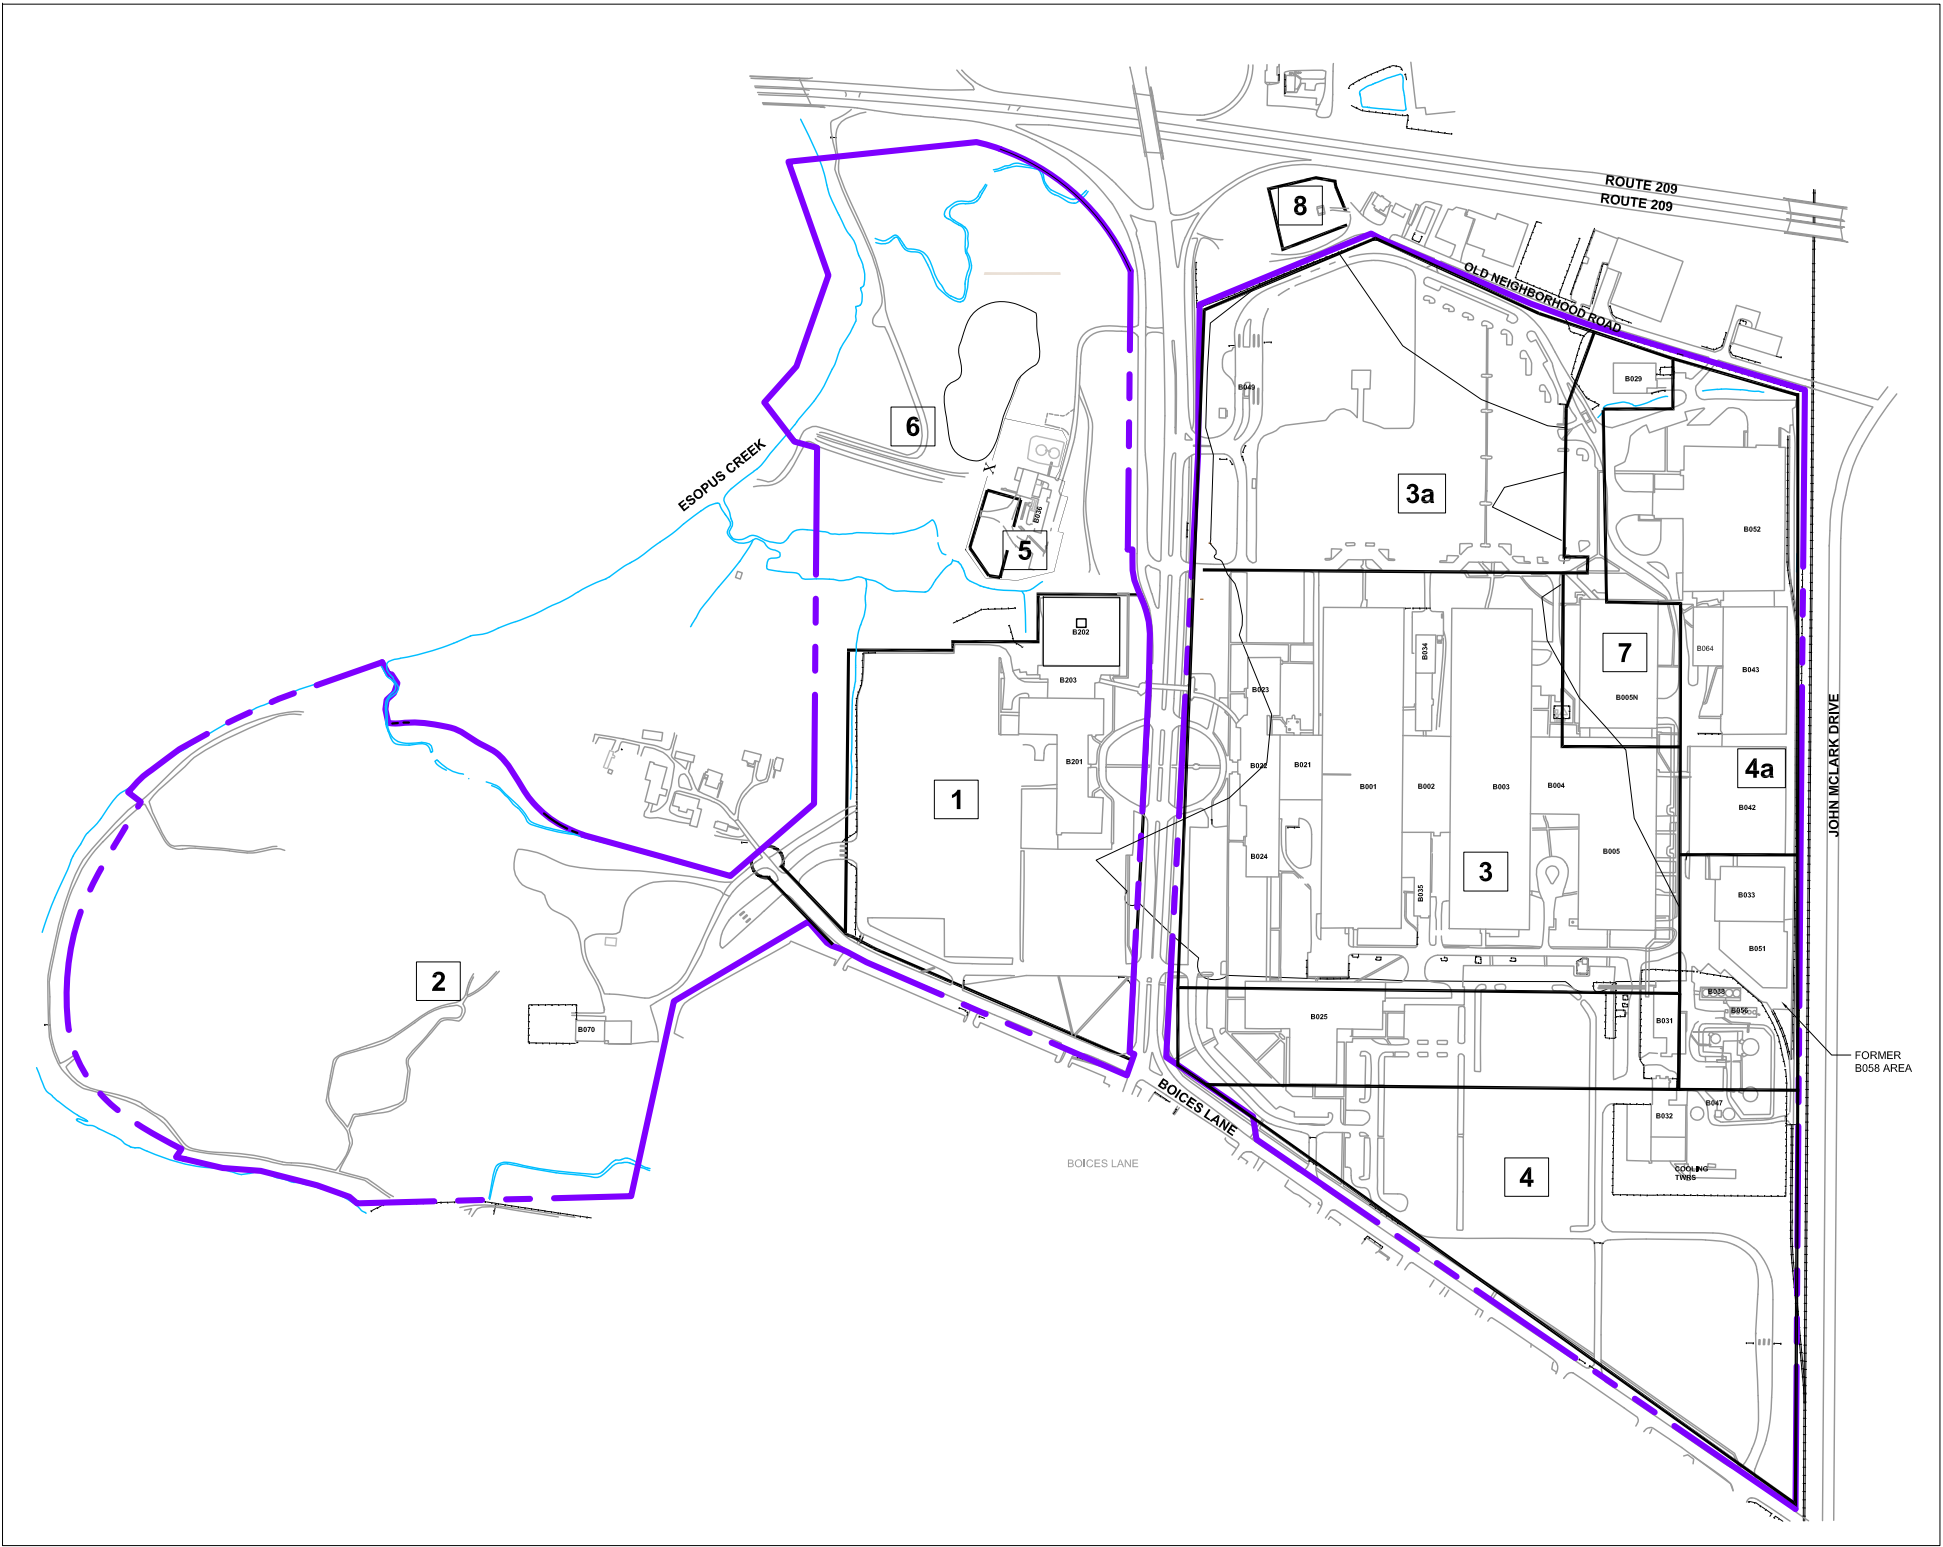 ROUTE 209
ROUTE 209
8
OLD NEIGHBORHOOD ROAD
B029
B049
6
ESOPUS CREEK
X
3a
B036
5
B052
B202
B203
B034
7
B064
B043
B023
B005N
JOHN MCLARK DRIVE
B201
B022
B021
B001
B002
B003
B004
4a
B042
1
B024
B035
3
B005
B033
B051
2
B038
B056
B070
B025
B031
FORMER
B058 AREA
BOICES LANE
B032
B047
BOICES LANE
4
COOLING
TWRS